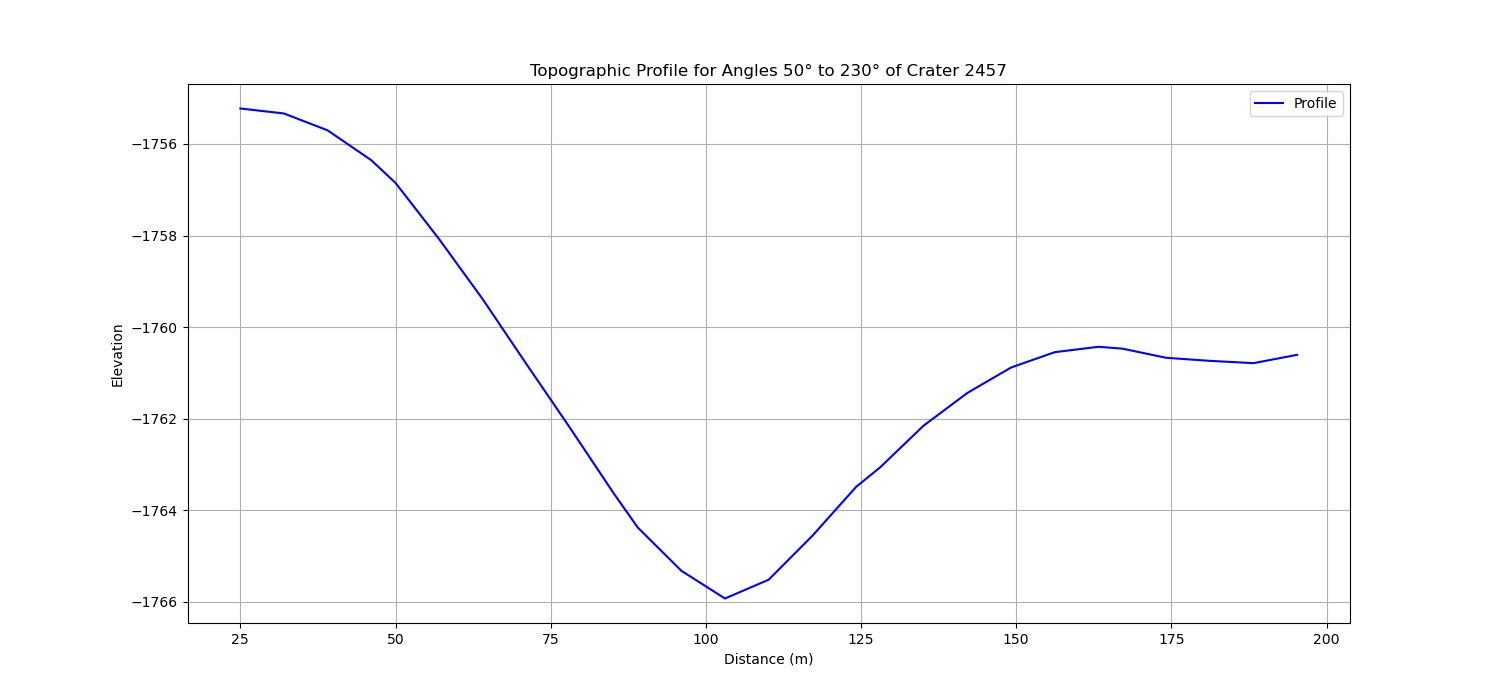 Topographic Profile for Angles 50° to 230° of Crater 2457
Profile
−1756
−1758
−1760
−1762
−1764
−1766
Elevation
25 50 75 100 125 150 175 200
Distance (m)